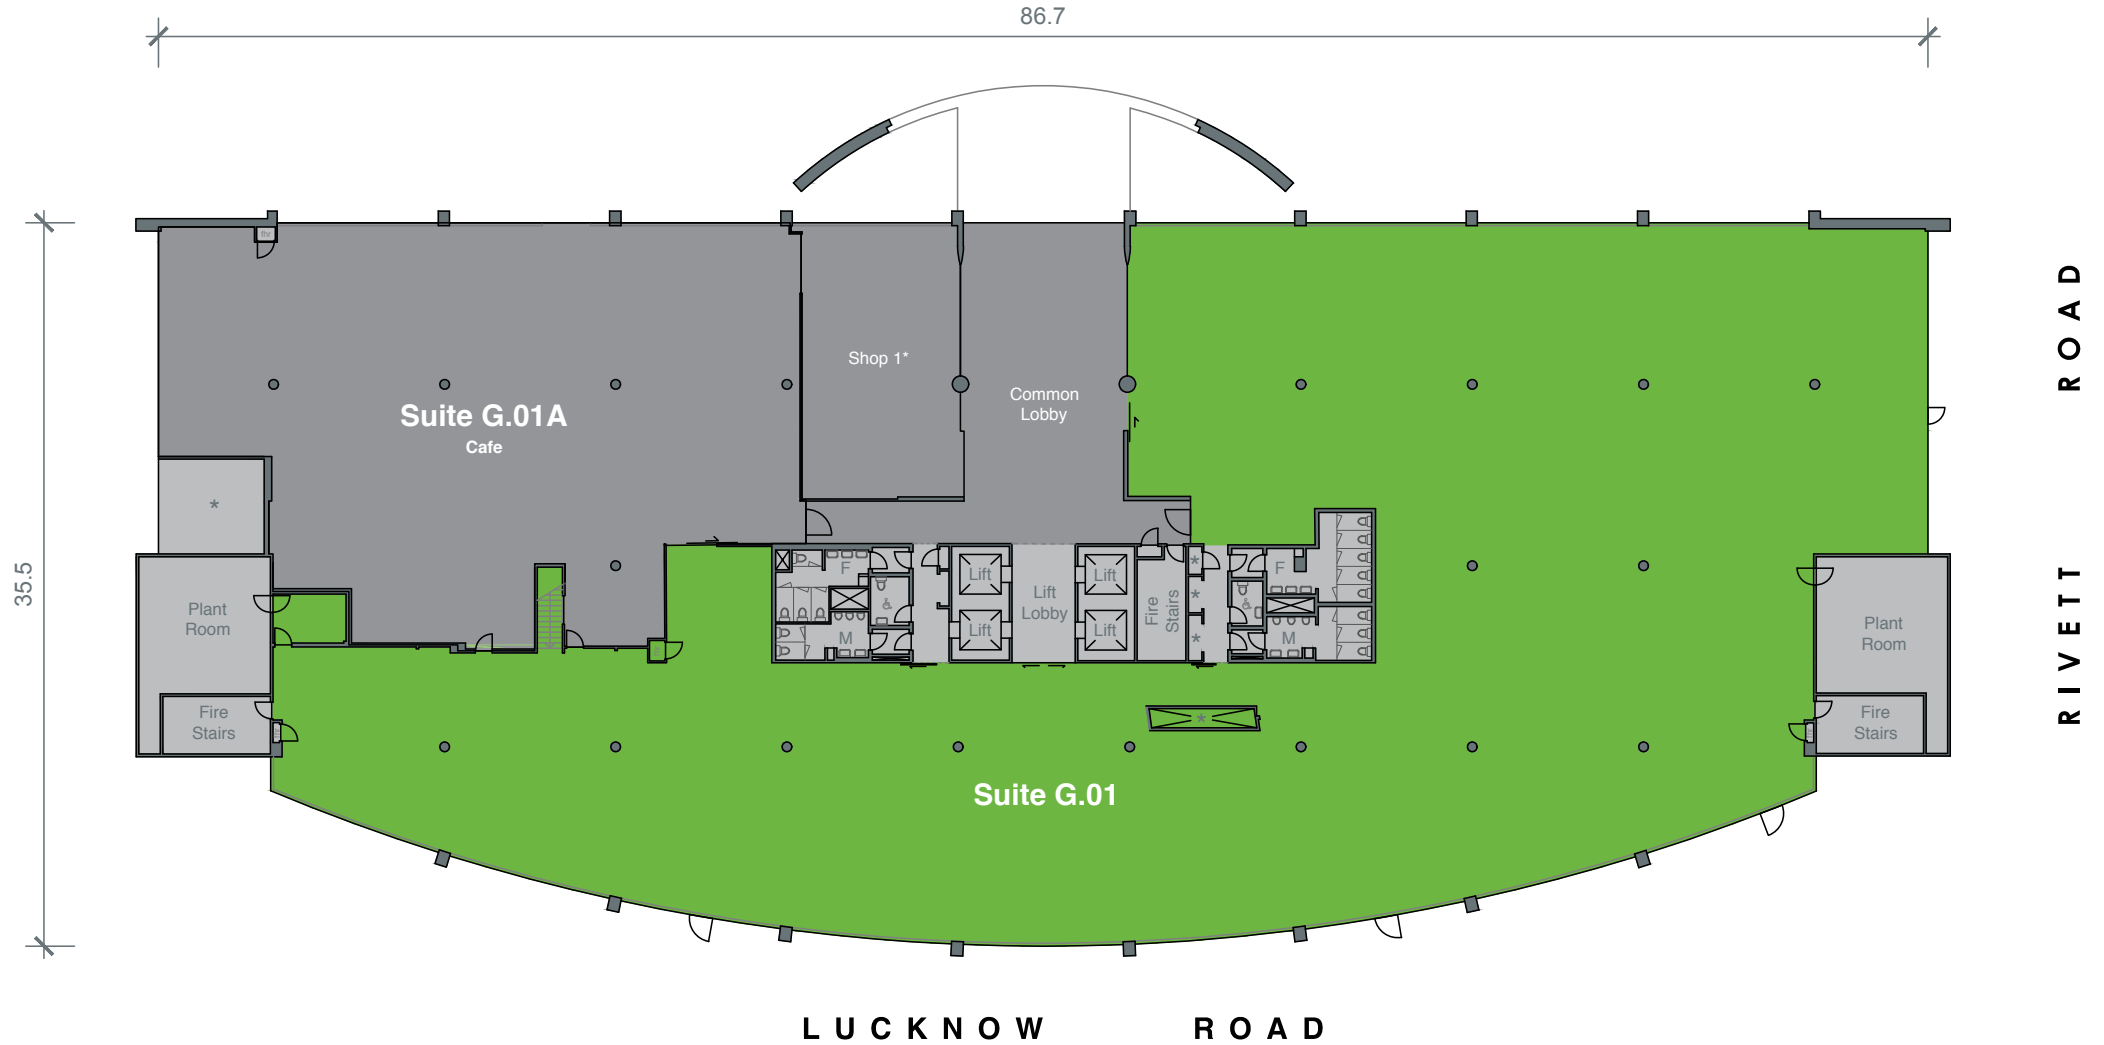 86.7
35.5
Shop 1*
Common
Lobby
Suite G.01A
Cafe
*
Plant
Room
Fire
Stairs
F
M
Lift
Lift
Lift
Lobby
Lift
Lift
Fire
Stairs
*
*
*
F
M
*
Suite G.01
Plant
Room
Fire
Stairs
RIVETT ROAD
LUCKNOW ROAD